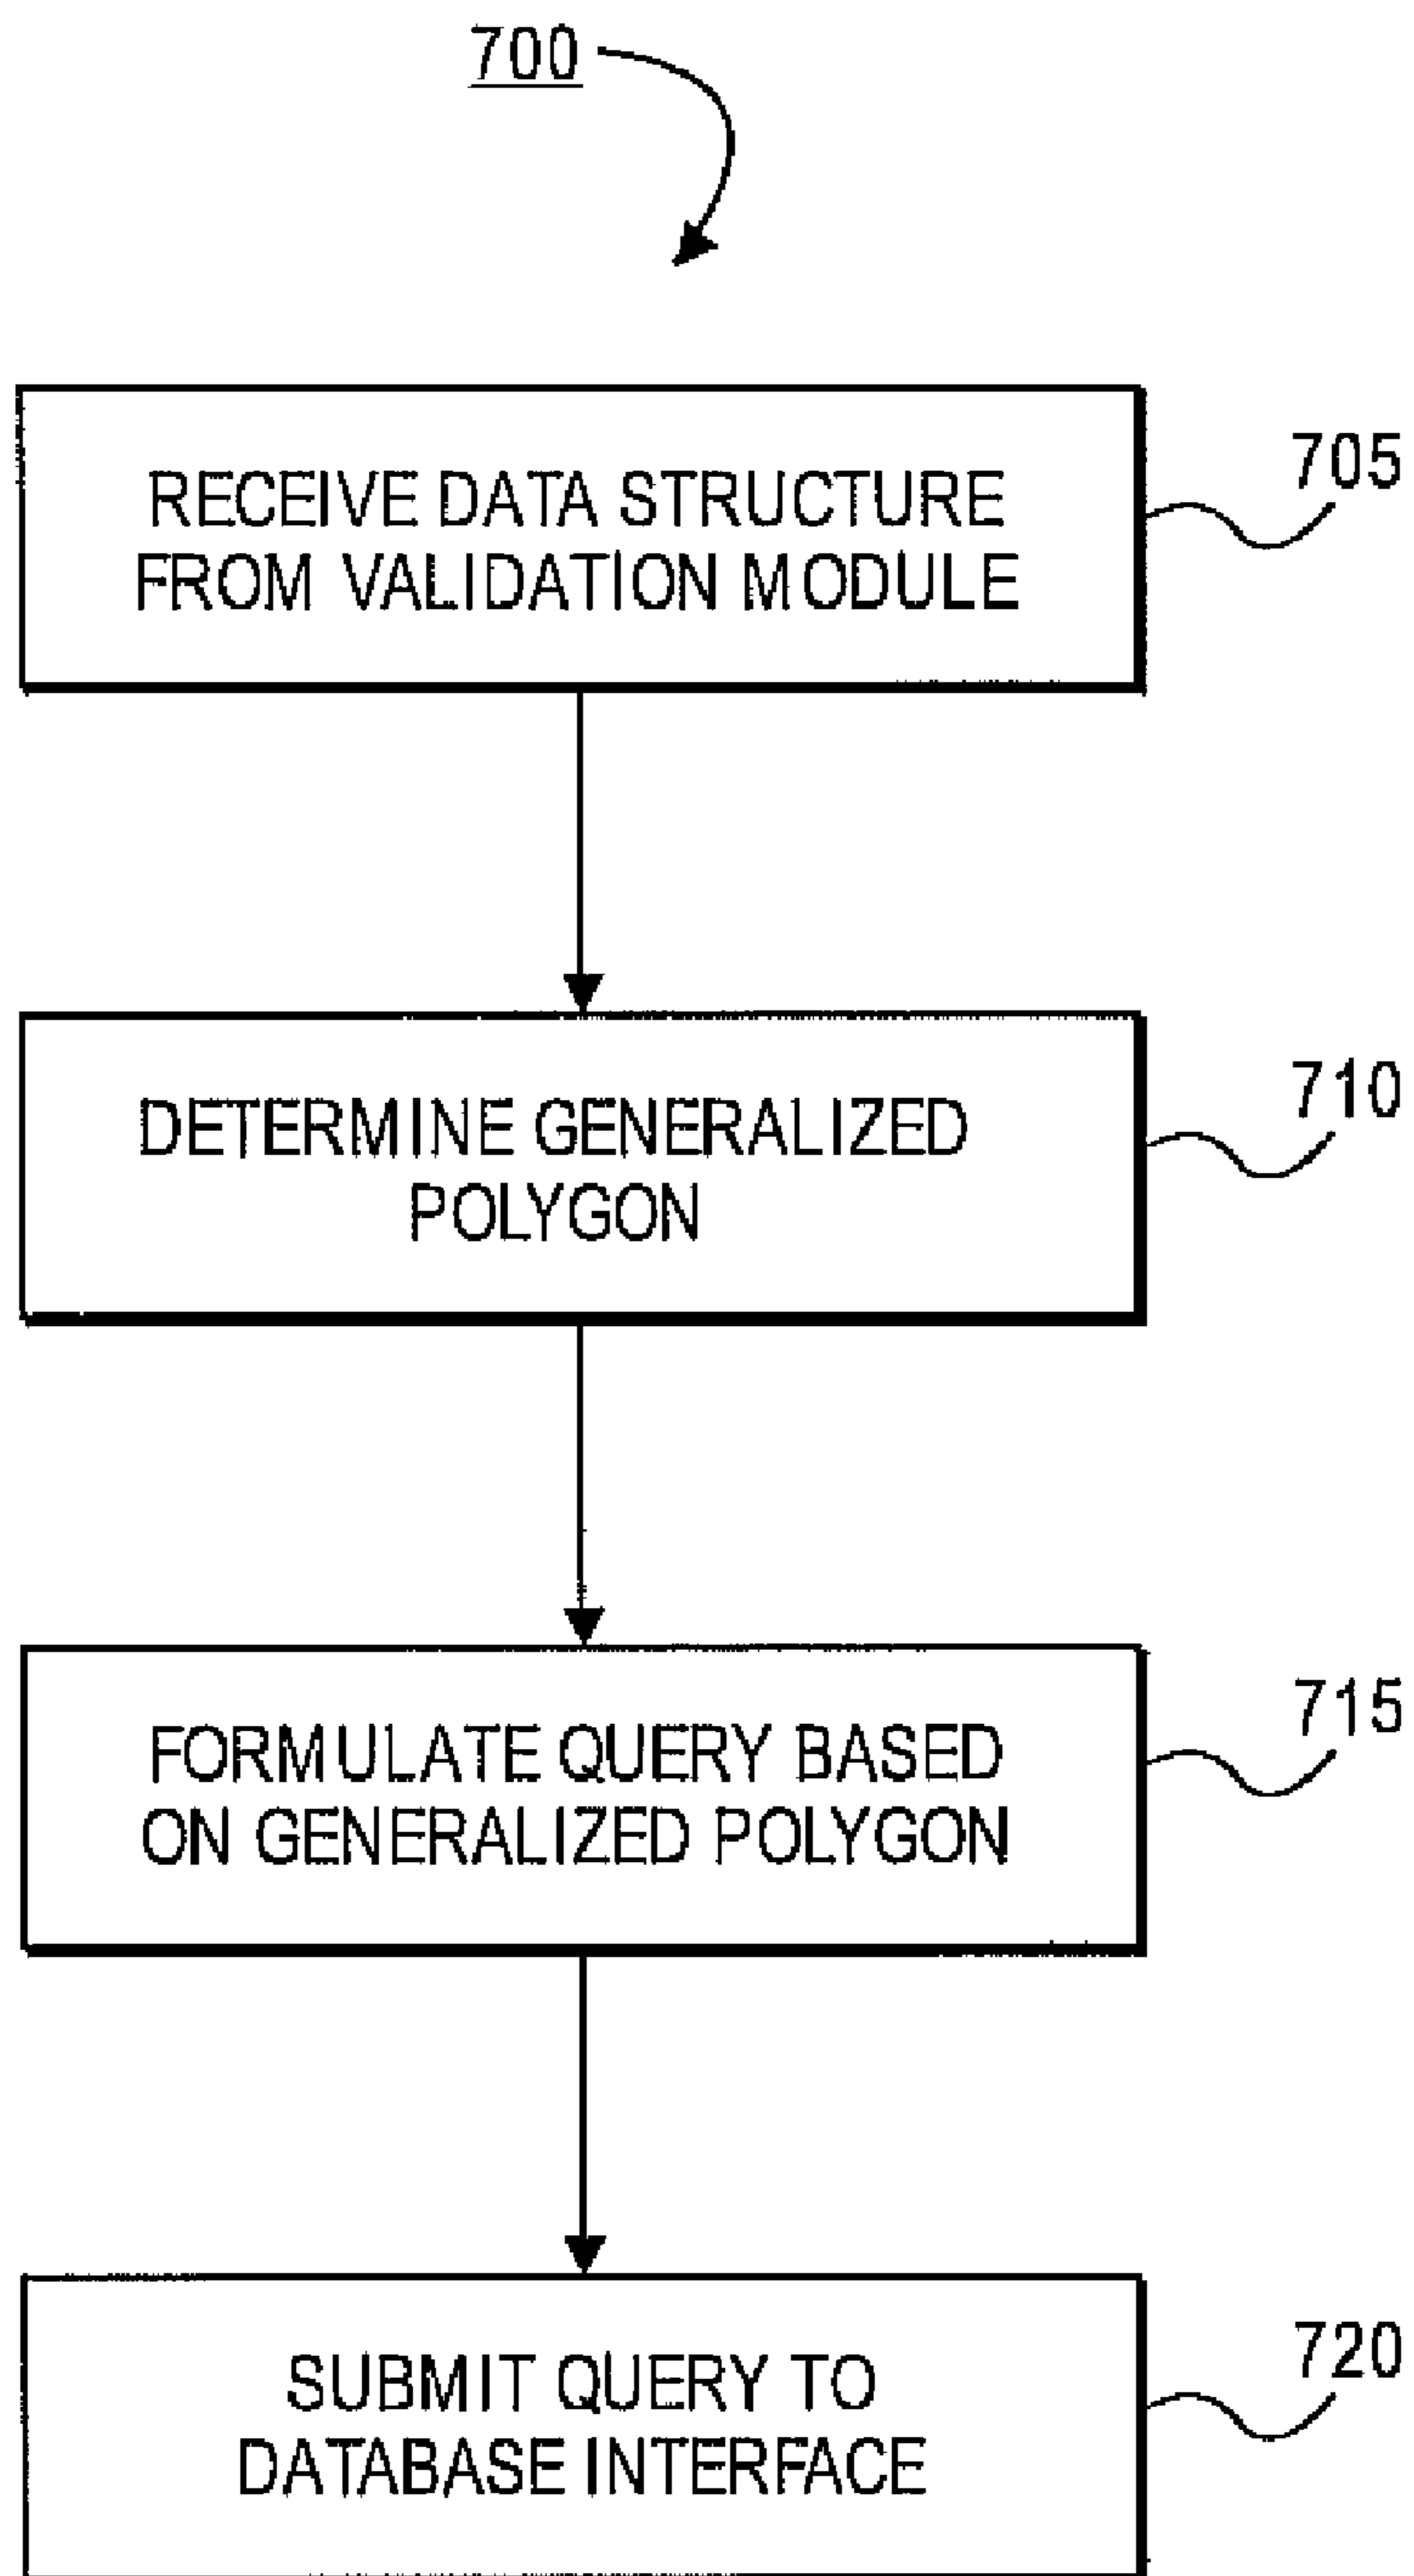 700
RECEIVE DATA STRUCTURE
FROM VALIDATION MODULE
705
DETERMINE GENERALIZED
POLYGON
710
FORMULATE QUERY BASED
ON GENERALIZED POLYGON
715
SUBMIT QUERY TO
DATABASE INTERFACE
720